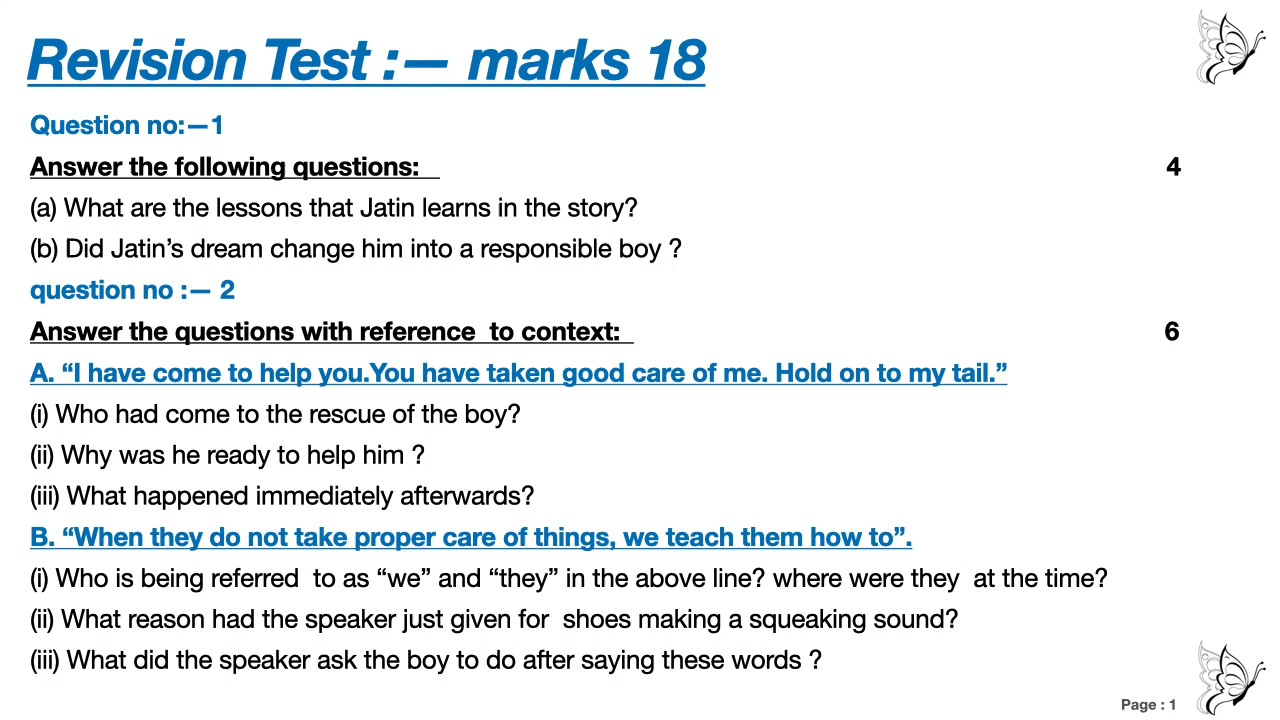 Revision Test :— marks 18
Question no:—1
Answer the following questions: 4
(a) What are the lessons that Jatin learns in the story?
(b) Did Jatin’s dream change him into a responsible boy ?
question no :— 2
Answer the questions with reference  to context: 6
A. “I have come to help you.You have taken good care of me. Hold on to my tail.”
(i) Who had come to the rescue of the boy?
(ii) Why was he ready to help him ?
(iii) What happened immediately afterwards?
B. “When they do not take proper care of things, we teach them how to”.
(i) Who is being referred  to as “we” and “they” in the above line? where were they  at the time?
(ii) What reason had the speaker just given for  shoes making a squeaking sound?
(iii) What did the speaker ask the boy to do after saying these words ?
Page : 1